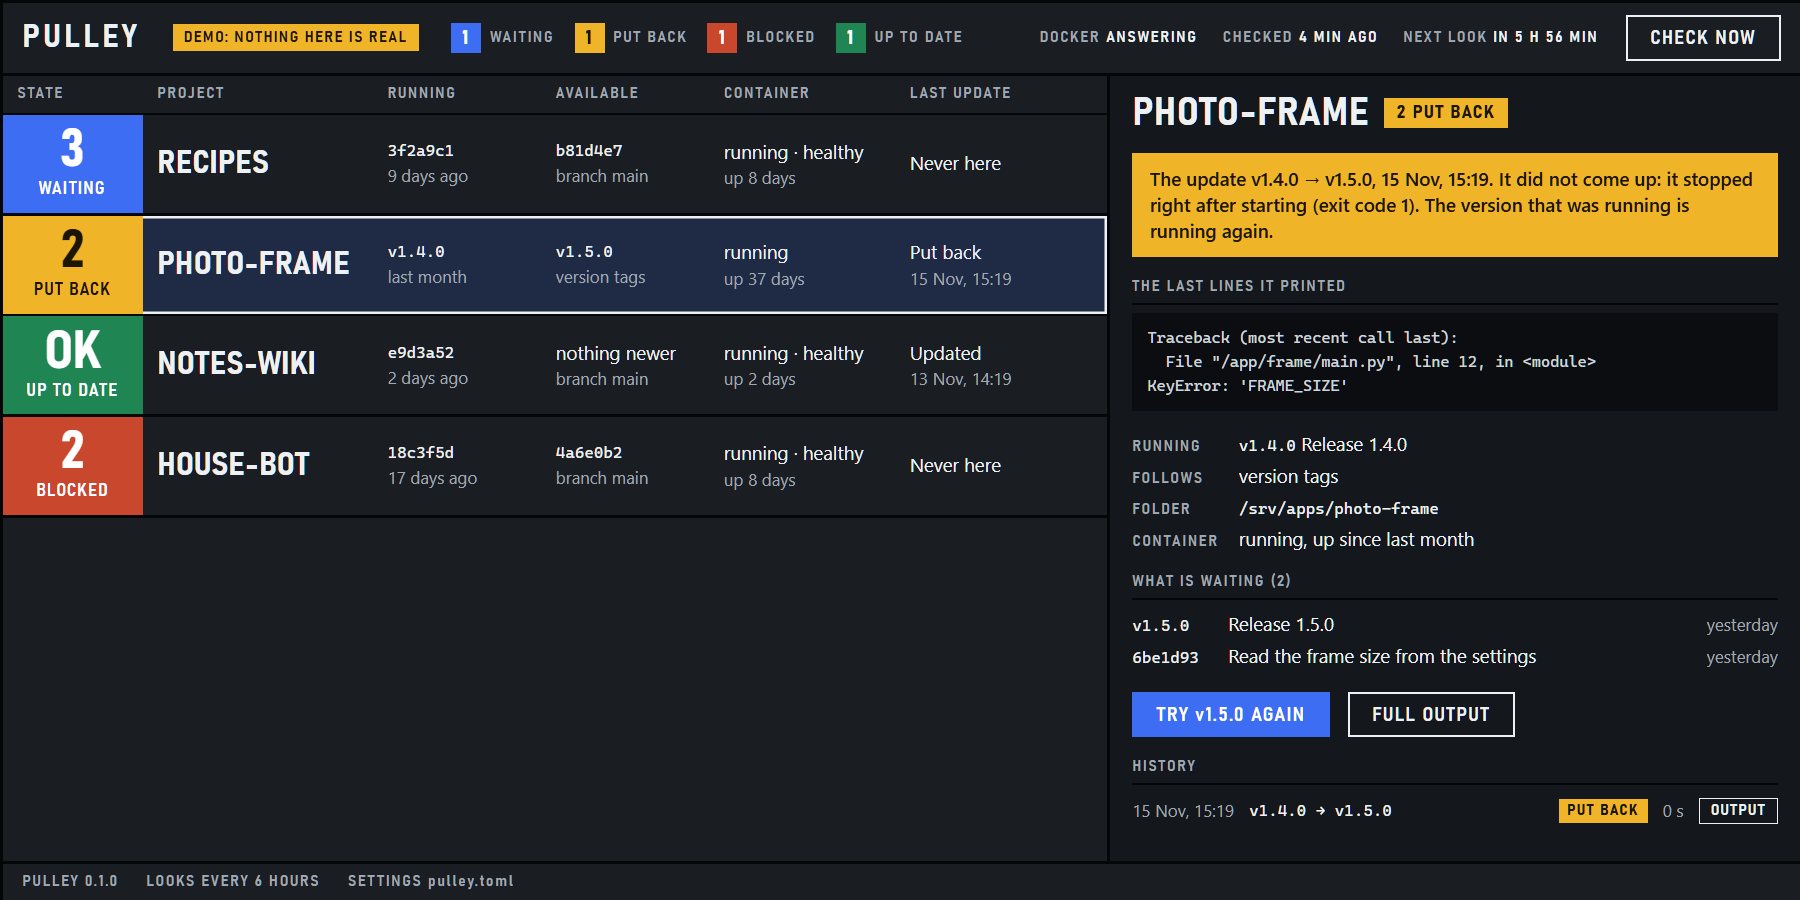 PULLEY
DEMO: NOTHING HERE IS REAL
1 WAITING
1 PUT BACK
1 BLOCKED
1 UP TO DATE
DOCKER ANSWERING
CHECKED 4 MIN AGO
NEXT LOOK IN 5 H 56 MIN
CHECK NOW
STATE PROJECT RUNNING AVAILABLE CONTAINER LAST UPDATE
3
WAITING
RECIPES
3f2a9c1
9 days ago
b81d4e7
branch main
running · healthy
up 8 days
Never here
2
PUT BACK
PHOTO-FRAME
v1.4.0
last month
v1.5.0
version tags
running
up 37 days
Put back
15 Nov, 15:19
OK
UP TO DATE
NOTES-WIKI
e9d3a52
2 days ago
nothing newer
branch main
running · healthy
up 2 days
Updated
13 Nov, 14:19
2
BLOCKED
HOUSE-BOT
18c3f5d
17 days ago
4a6e0b2
branch main
running · healthy
up 8 days
Never here
PHOTO-FRAME
2 PUT BACK
The update v1.4.0 → v1.5.0, 15 Nov, 15:19. It did not come up: it stopped
right after starting (exit code 1). The version that was running is
running again.
THE LAST LINES IT PRINTED
Traceback (most recent call last):
  File "/app/frame/main.py", line 12, in <module>
KeyError: 'FRAME_SIZE'
RUNNING v1.4.0 Release 1.4.0
FOLLOWS version tags
FOLDER /srv/apps/photo-frame
CONTAINER running, up since last month
WHAT IS WAITING (2)
v1.5.0 Release 1.5.0 yesterday
6be1d93 Read the frame size from the settings yesterday
TRY v1.5.0 AGAIN
FULL OUTPUT
HISTORY
15 Nov, 15:19 v1.4.0 → v1.5.0 PUT BACK 0 s OUTPUT
PULLEY 0.1.0 LOOKS EVERY 6 HOURS SETTINGS pulley.toml